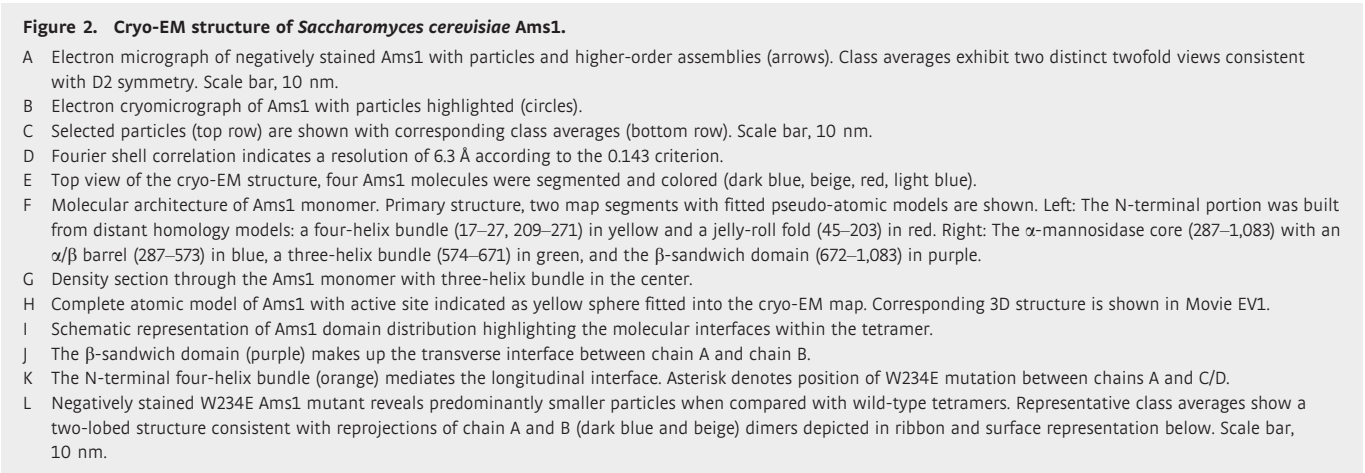 Figure 2. Cryo-EM structure of Saccharomyces cerevisiae Ams1.
A Electron micrograph of negatively stained Ams1 with particles and higher-order assemblies (arrows). Class averages exhibit two distinct twofold views consistent
with D2 symmetry. Scale bar, 10 nm.
B Electron cryomicrograph of Ams1 with particles highlighted (circles).
C Selected particles (top row) are shown with corresponding class averages (bottom row). Scale bar, 10 nm.
D Fourier shell correlation indicates a resolution of 6.3 Å according to the 0.143 criterion.
E Top view of the cryo-EM structure, four Ams1 molecules were segmented and colored (dark blue, beige, red, light blue).
F Molecular architecture of Ams1 monomer. Primary structure, two map segments with fitted pseudo-atomic models are shown. Left: The N-terminal portion was built
from distant homology models: a four-helix bundle (17–27, 209–271) in yellow and a jelly-roll fold (45–203) in red. Right: The α-mannosidase core (287–1,083) with an
α/β barrel (287–573) in blue, a three-helix bundle (574–671) in green, and the β-sandwich domain (672–1,083) in purple.
G Density section through the Ams1 monomer with three-helix bundle in the center.
H Complete atomic model of Ams1 with active site indicated as yellow sphere fitted into the cryo-EM map. Corresponding 3D structure is shown in Movie EV1.
I Schematic representation of Ams1 domain distribution highlighting the molecular interfaces within the tetramer.
J The β-sandwich domain (purple) makes up the transverse interface between chain A and chain B.
K The N-terminal four-helix bundle (orange) mediates the longitudinal interface. Asterisk denotes position of W234E mutation between chains A and C/D.
L Negatively stained W234E Ams1 mutant reveals predominantly smaller particles when compared with wild-type tetramers. Representative class averages show a
two-lobed structure consistent with reprojections of chain A and B (dark blue and beige) dimers depicted in ribbon and surface representation below. Scale bar,
10 nm.